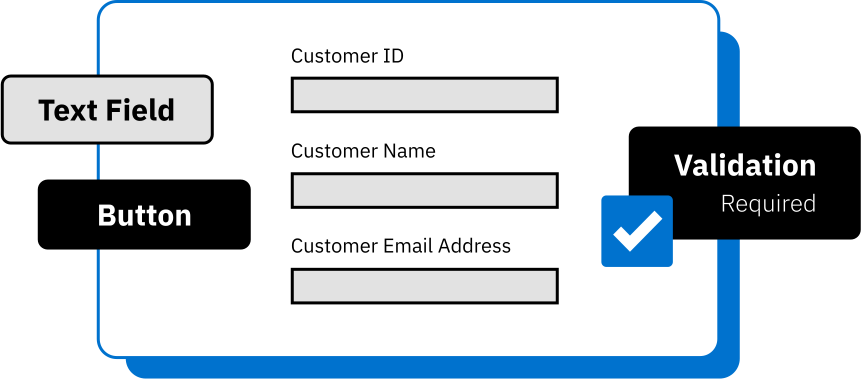 Customer ID
Text Field
Customer Name
Validation
Required
Button
Customer Email Address